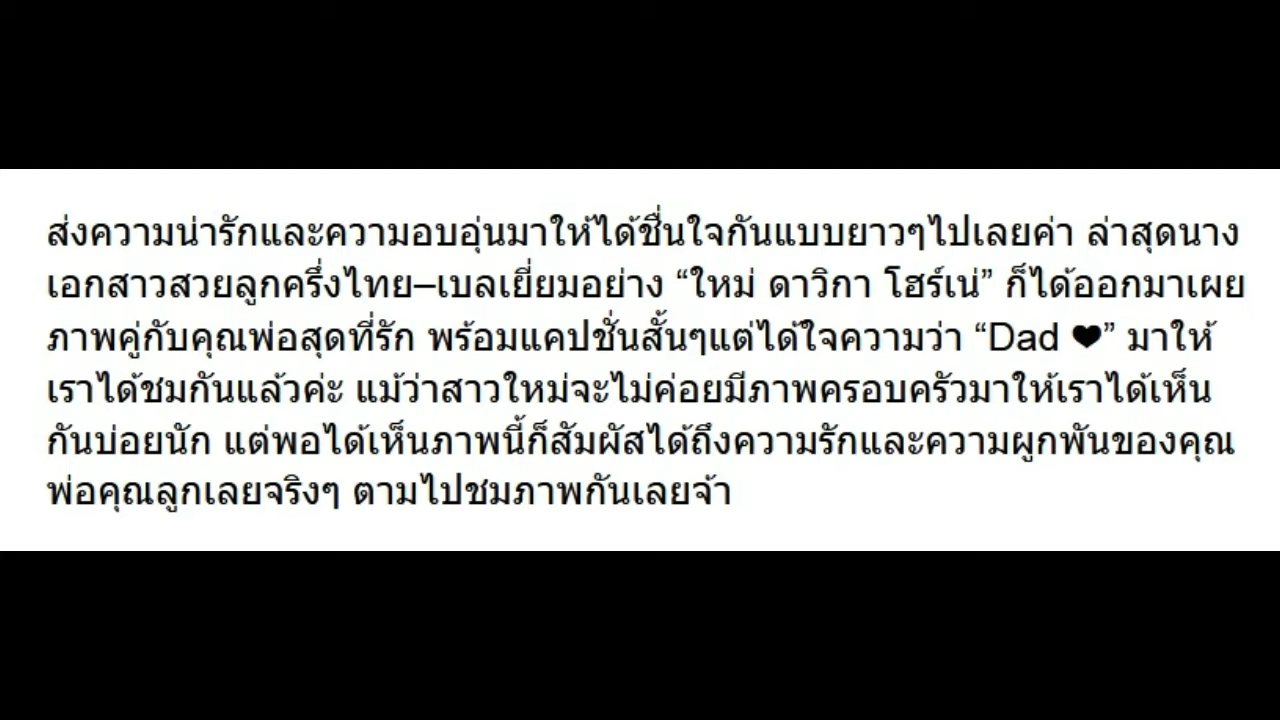 ส่งความน่ารักและความอบอุ่นมาให้ได้ชื่นใจกันแบบยาวๆไปเลยค่า ล่าสุดนาง
เอกสาวสวยลูกครึ่งไทย–เบลเยี่ยมอย่าง “ใหม่ ดาวิกา โฮร์เน่” ก็ได้ออกมาเผย
ภาพคู่กับคุณพ่อสุดที่รัก พร้อมแคปชั่นสั้นๆแต่ได้ใจความว่า “Dad ❤” มาให้
เราได้ชมกันแล้วค่ะ แม้ว่าสาวใหม่จะไม่ค่อยมีภาพครอบครัวมาให้เราได้เห็น
กันบ่อยนัก แต่พอได้เห็นภาพนี้ก็สัมผัสได้ถึงความรักและความผูกพันของคุณ
พ่อคุณลูกเลยจริงๆ ตามไปชมภาพกันเลยจ้า